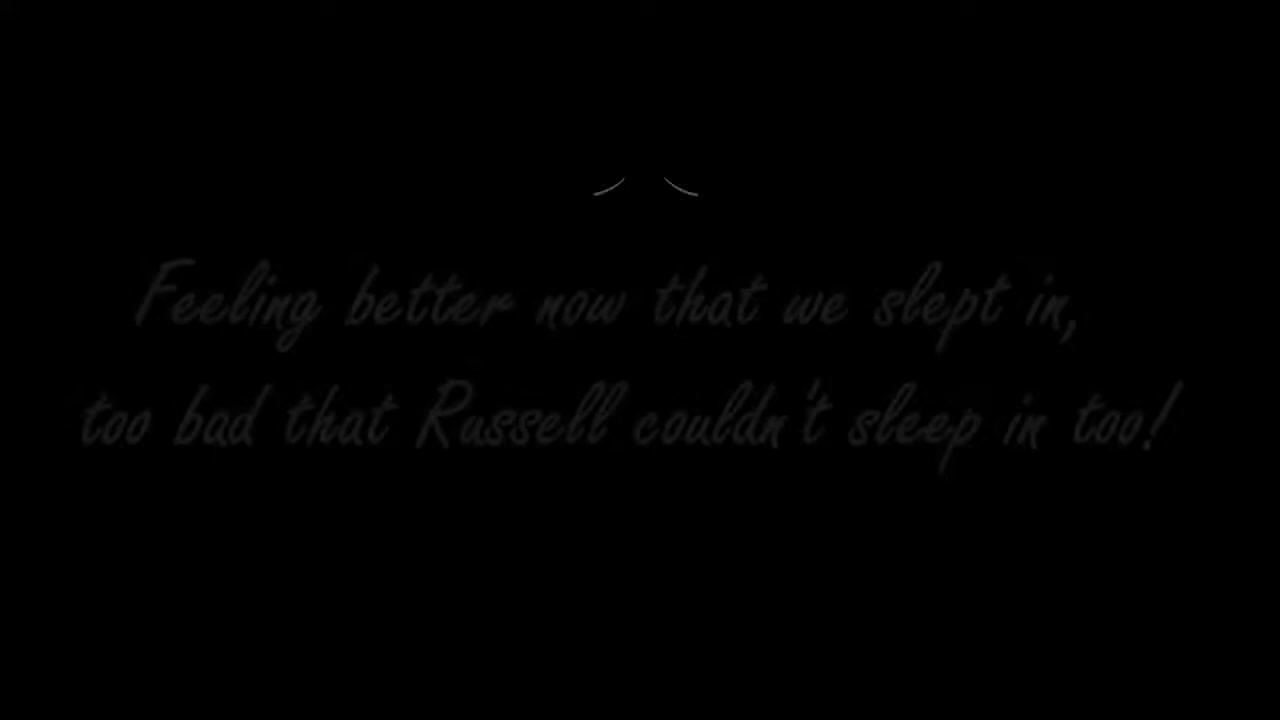 Feeling better now that we slept in,
too bad that Russell couldn't sleep in too!